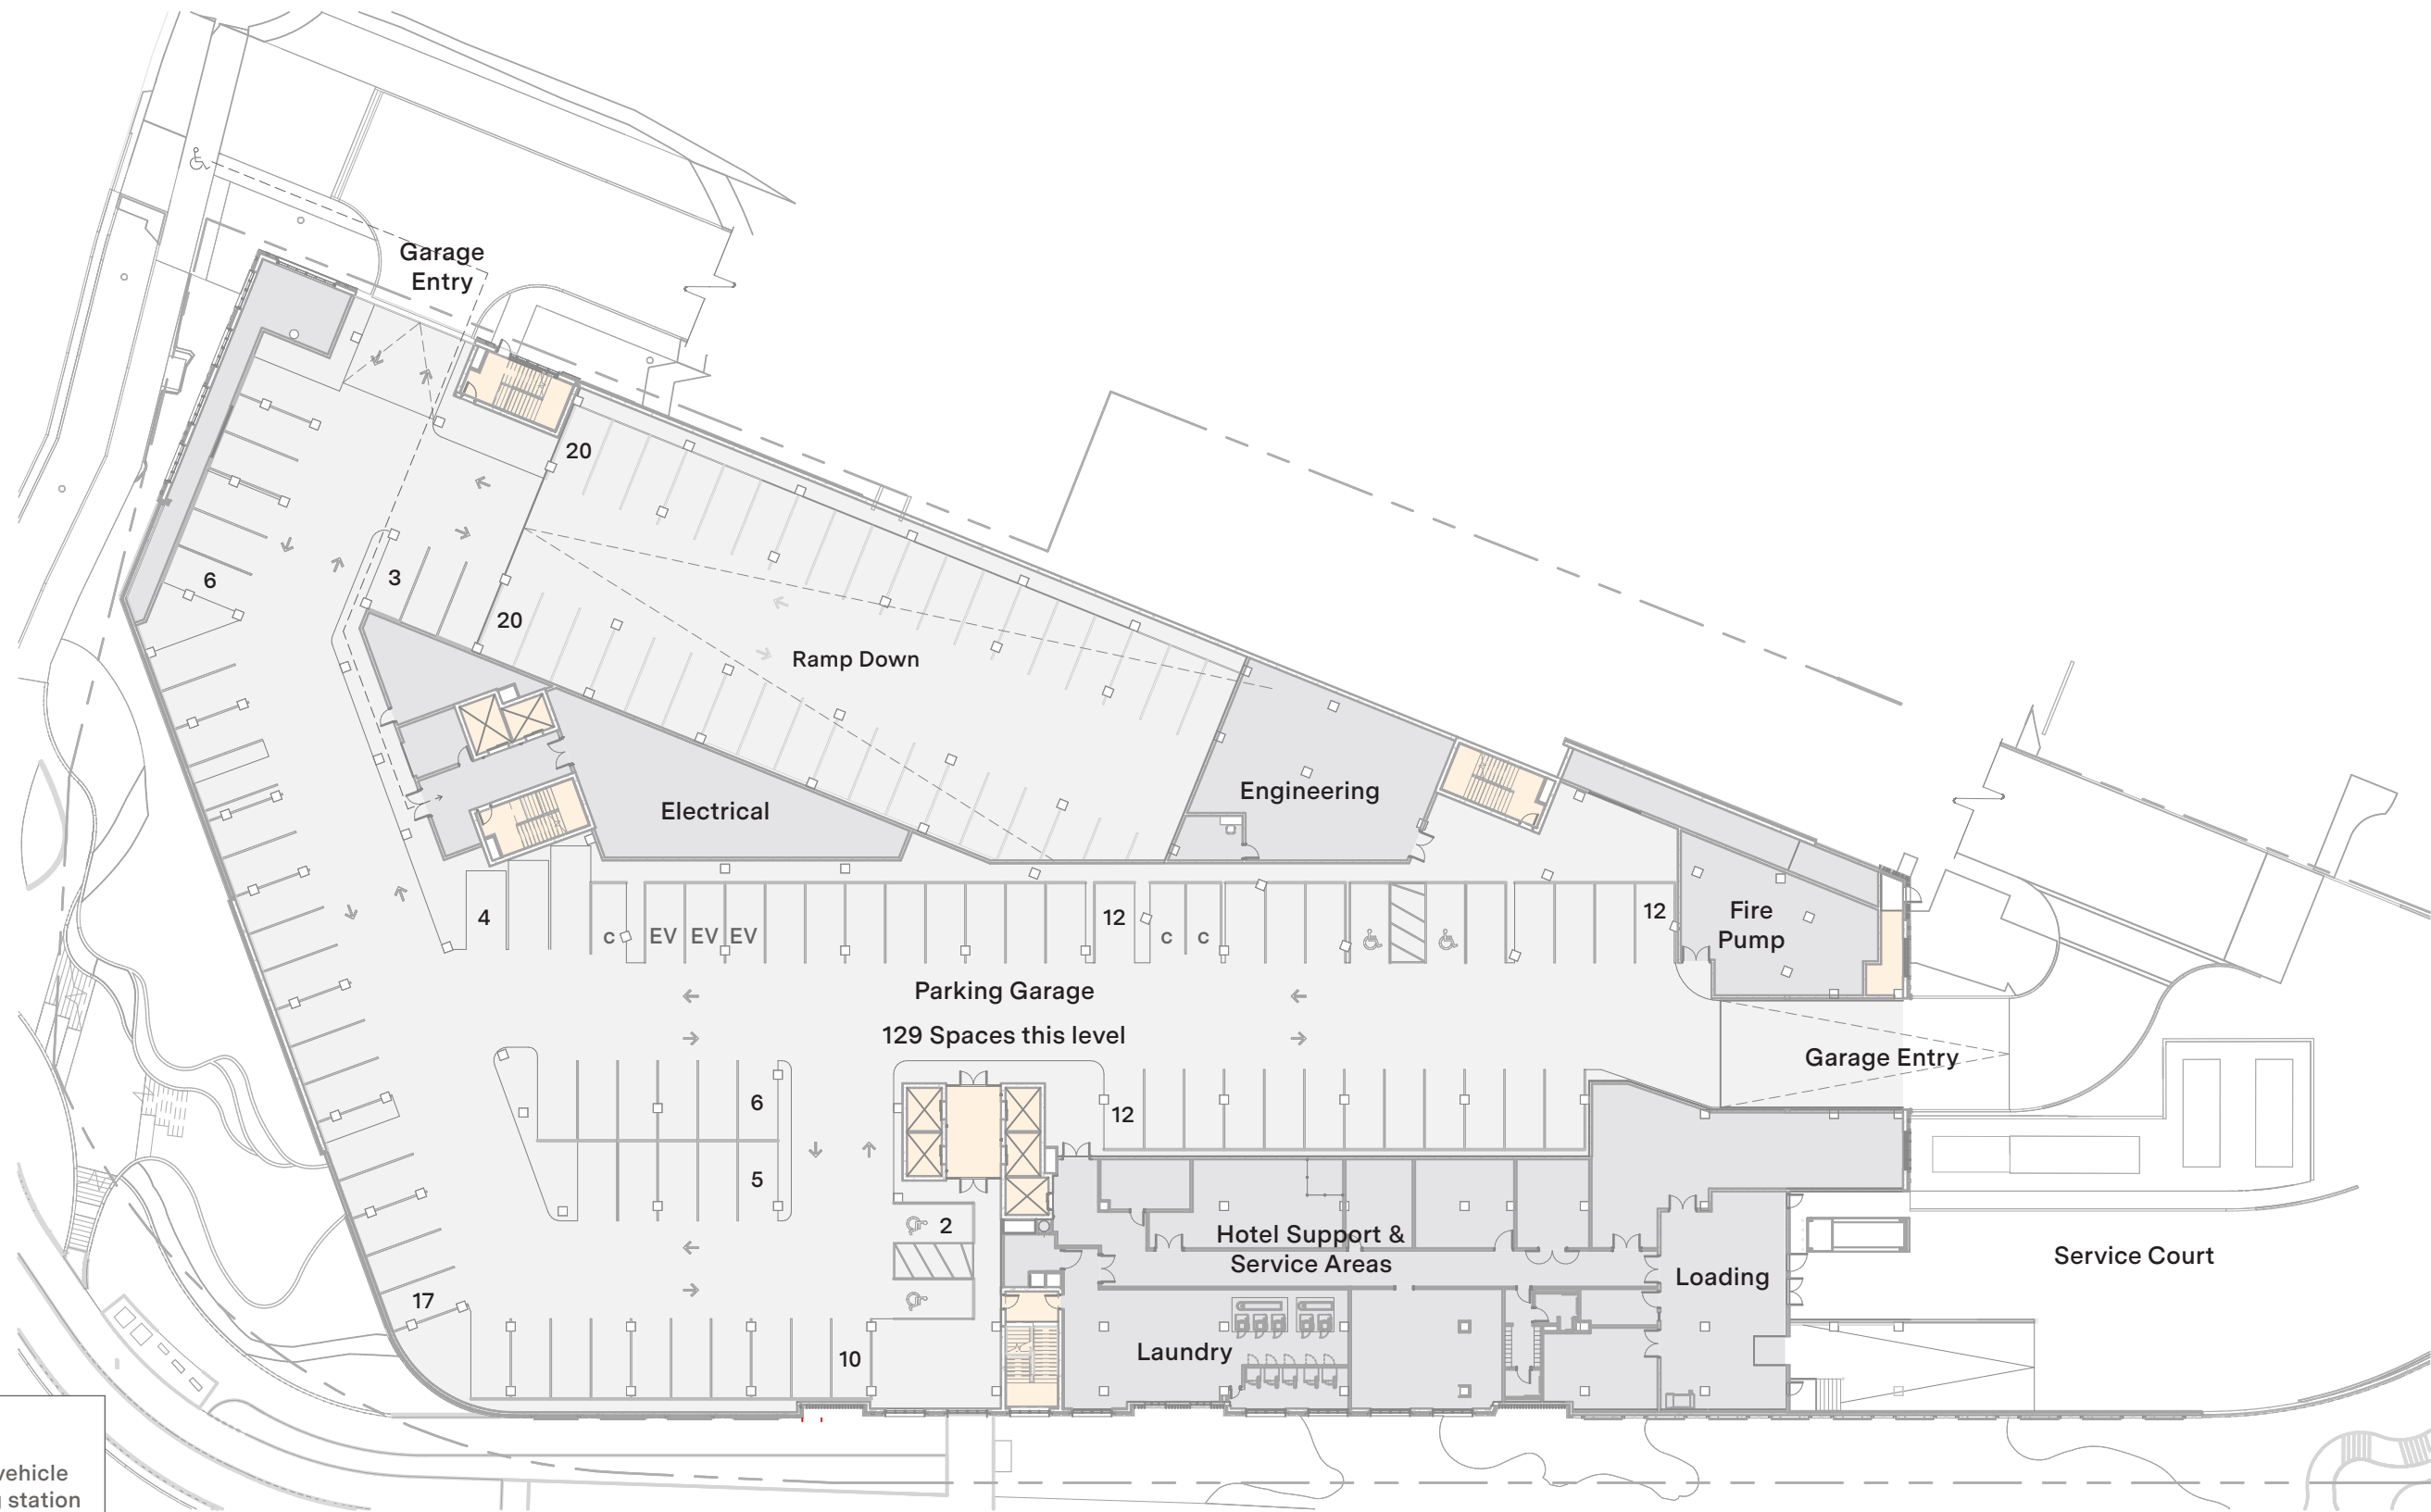 Garage
Entry
20
6
3
20
Ramp Down
Engineering
Electrical
4
c
EV
EV
EV
12
c
c
12
Fire
Pump
Parking Garage
129 Spaces this level
Garage Entry
6
12
5
2
Hotel Support &
Service Areas
Service Court
Loading
17
Laundry
10
vehicle
station